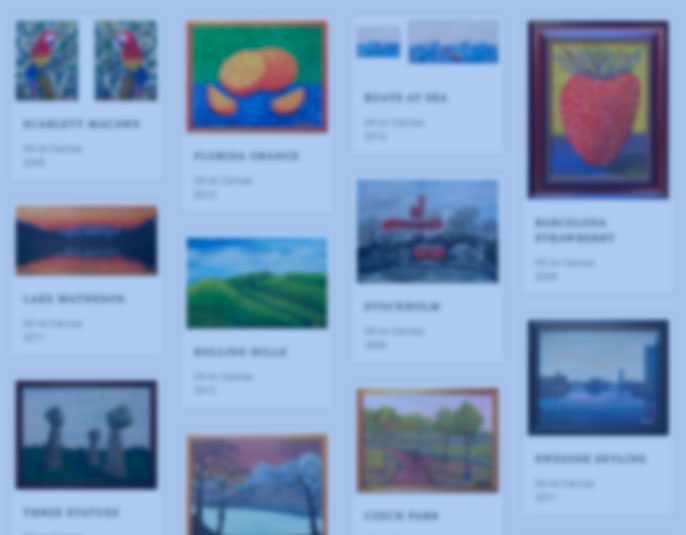 SCARLETT MACAWS
Oil on Canvas
2009
LAKE MATHESON
Oil on Canvas
2011
THREE STATUES
FLORIDA ORANGE
Oil on Canvas
2010
ROLLING HILLS
Oil on Canvas
2012
BOATS AT SEA
Oil on Canvas
2010
STOCKHOLM
Oil on Canvas
2009
CZECH PARK
BARCELONA
STRAWBERRY
Oil on Canvas
2009
SWEDISH SKYLINE
Oil on Canvas
2011